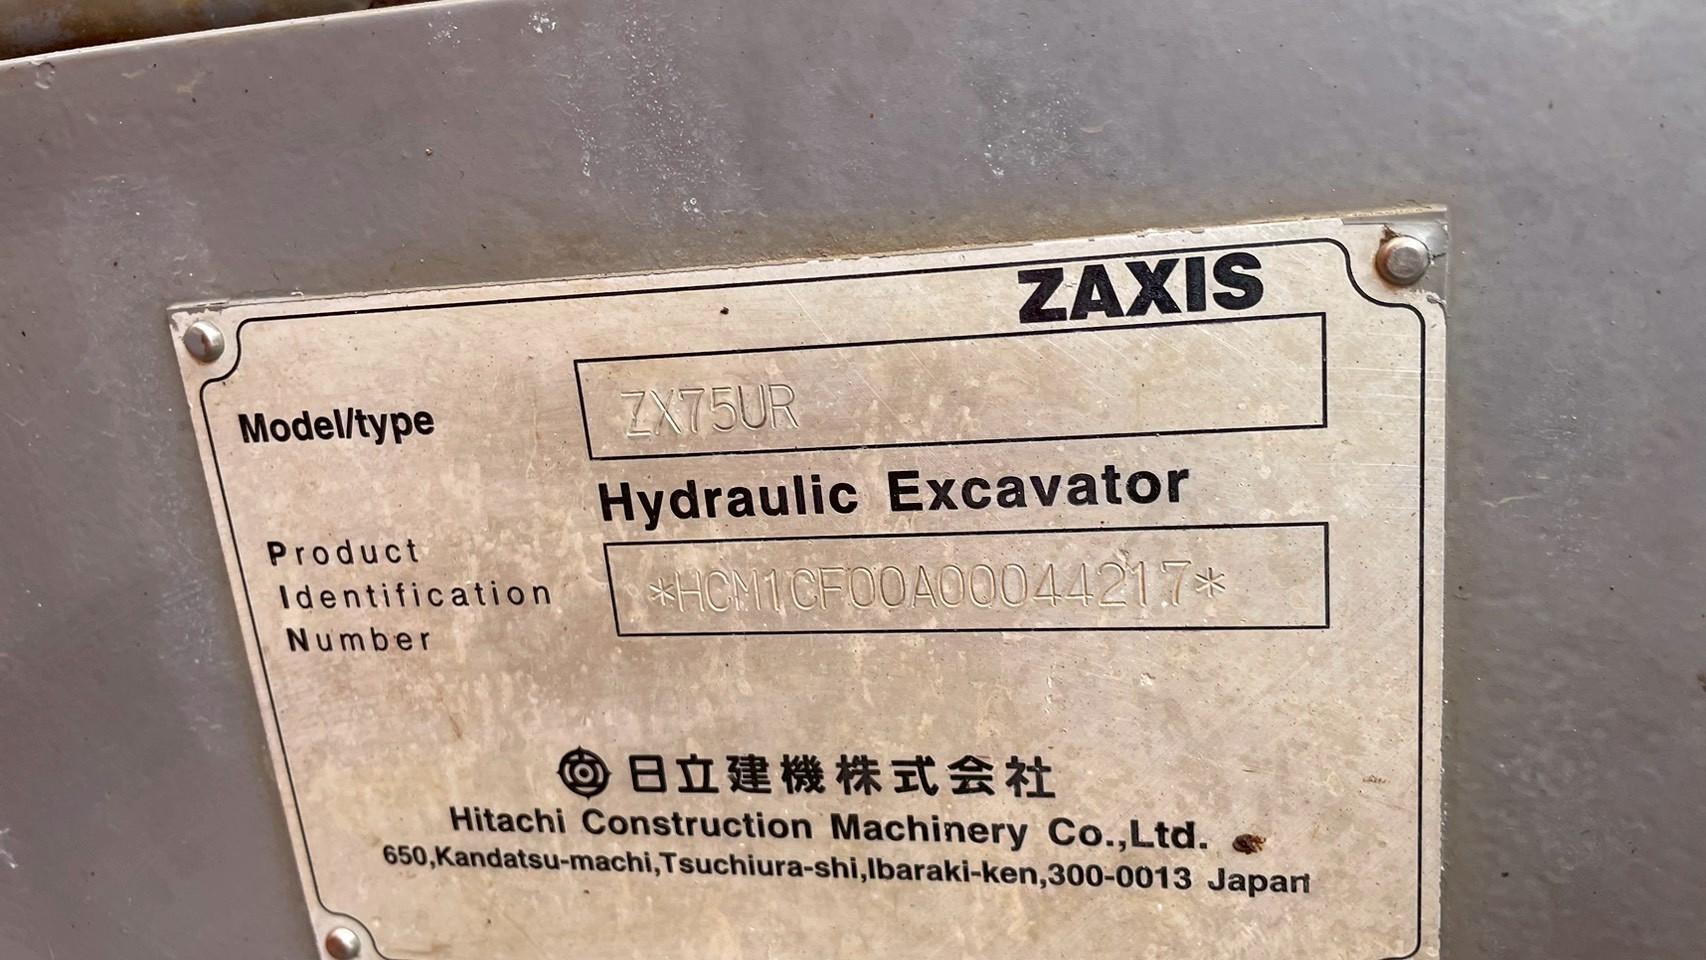 ZAXIS
Model/type ZX75UR
Hydraulic Excavator
Product
Identification
Number
*HCM1CF00A00044217*
日立建機株式会社
Hitachi Construction Machinery Co.,Ltd.
650,Kandatsu-machi,Tsuchiura-shi,Ibaraki-ken,300-0013 Japan